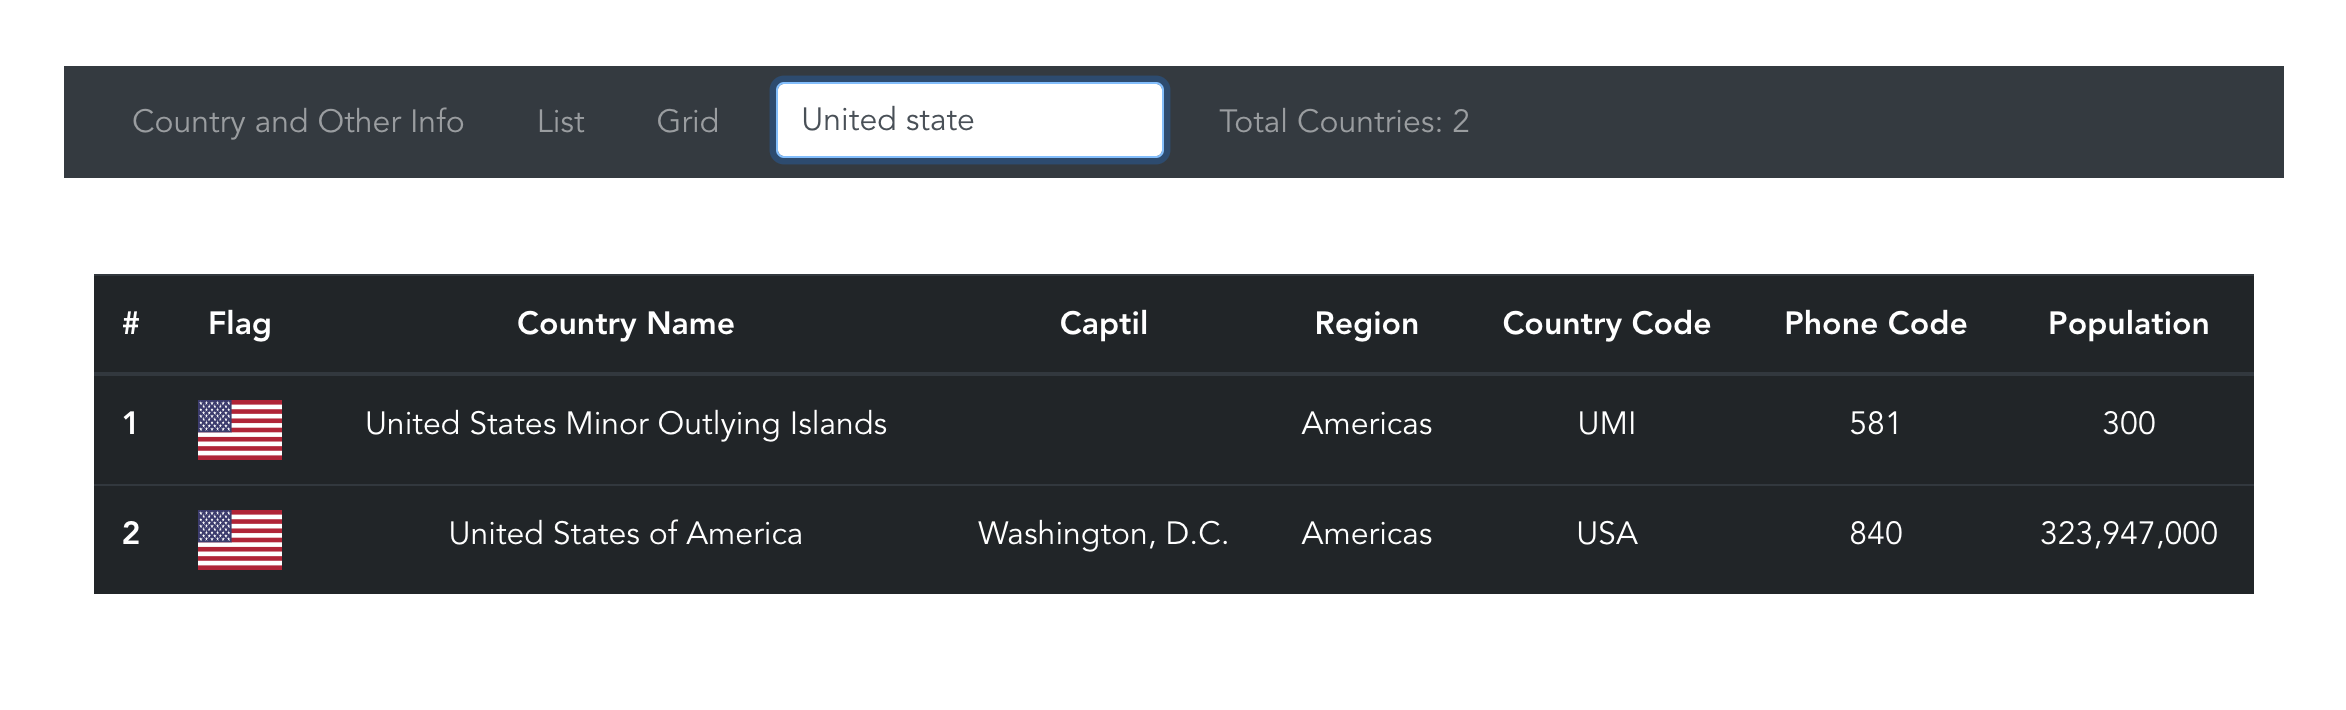 Country and Other Info List Grid United state Total Countries: 2
# Flag Country Name Captil Region Country Code Phone Code Population
1 United States Minor Outlying Islands Americas UMI 581 300
2 United States of America Washington, D.C. Americas USA 840 323,947,000